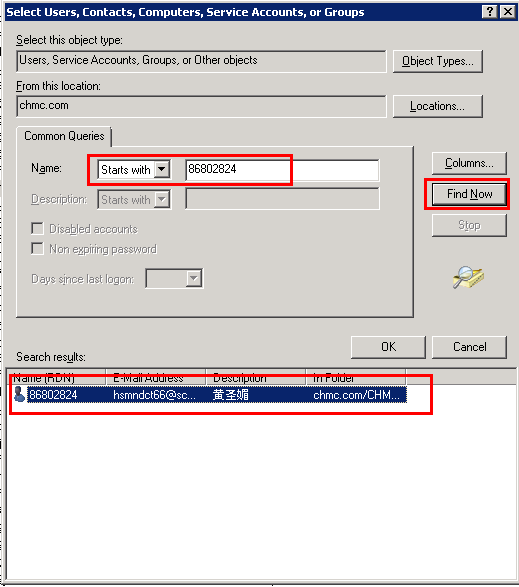 Select Users, Contacts, Computers, Service Accounts, or Groups
Select this object type:
Users, Service Accounts, Groups, or Other objects
Object Types...
From this location:
chmc.com
Locations...
Common Queries
Name:
Starts with
86802824
Columns...
Description:
Starts with
Find Now
Disabled accounts
Stop
Non expiring password
Days since last logon:
OK
Cancel
Search results:
Name (RDN) E-Mail Address Description In Folder
86802824 hsmndct66@sc... 黄圣媚 chmc.com/CHM...